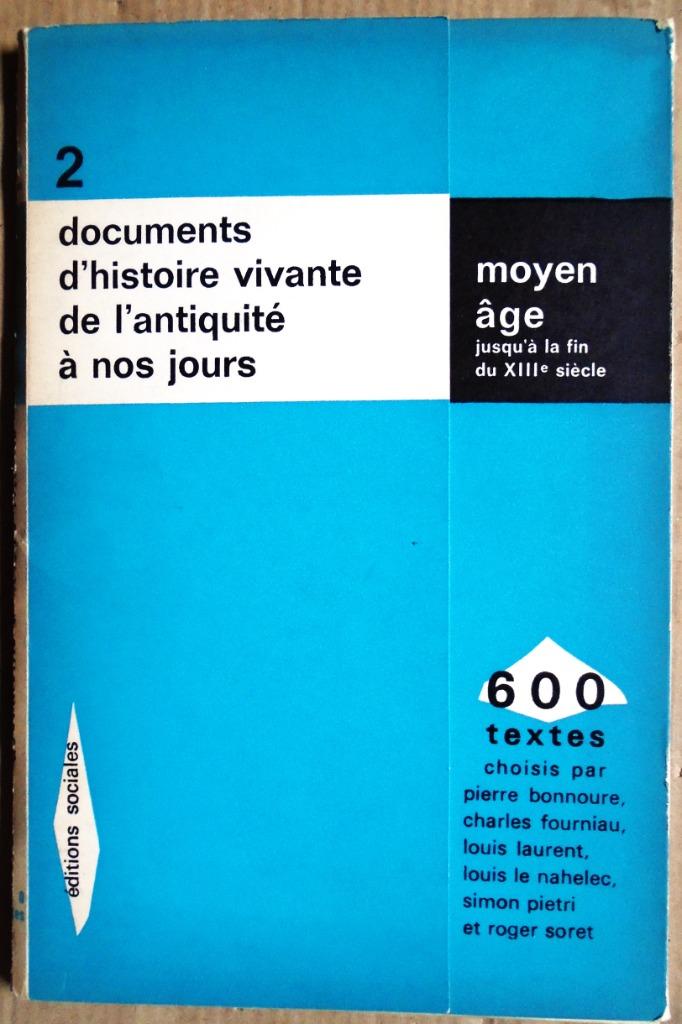 2
documents
d'histoire vivante
de l'antiquité
à nos jours
moyen
âge
jusqu'à la fin
du XIIIe siècle
600
textes
choisis par
pierre bonnoure,
charles fourniau,
louis laurent,
louis le nahelec,
simon pietri
et roger soret
éditions sociales